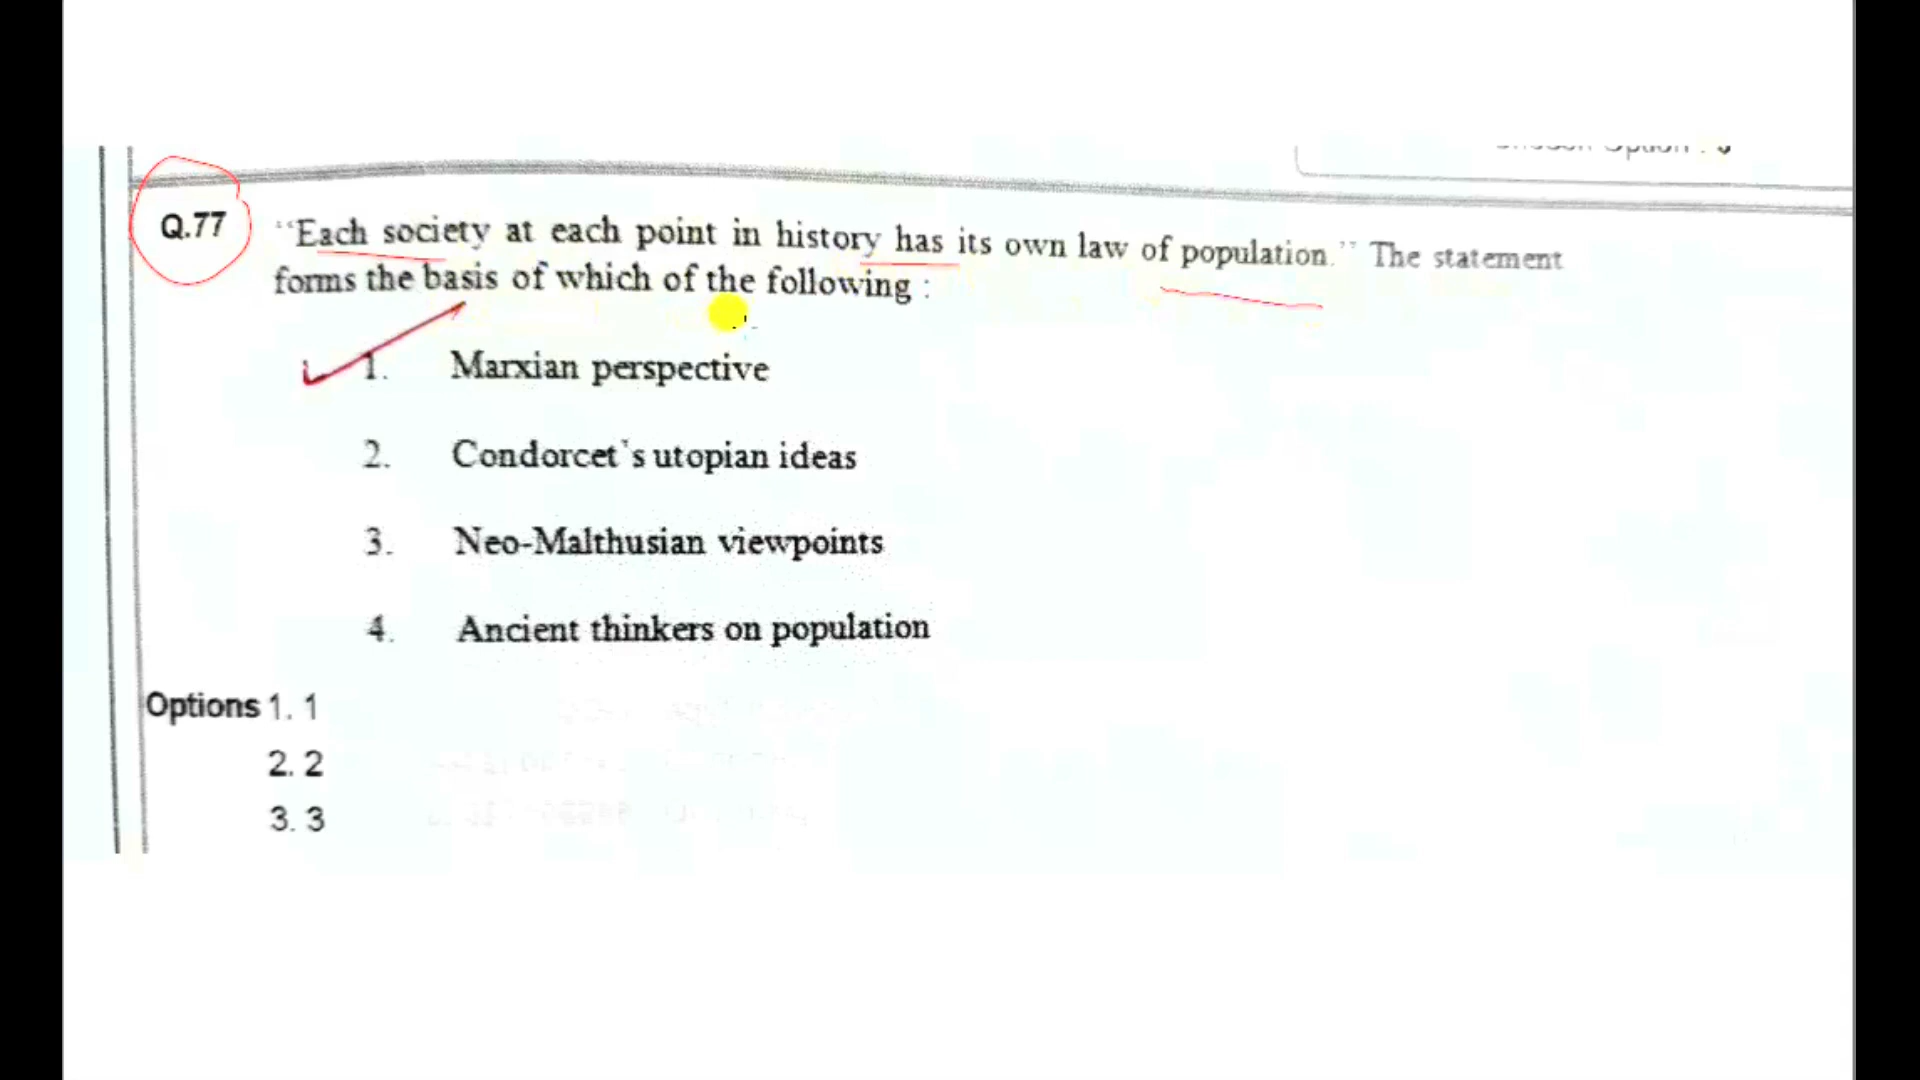 Q.77 "Each society at each point in history has its own law of population." The statement
forms the basis of which of the following :
1. Marxian perspective
2. Condorcet's utopian ideas
3. Neo-Malthusian viewpoints
4. Ancient thinkers on population
Options 1. 1
2. 2
3. 3